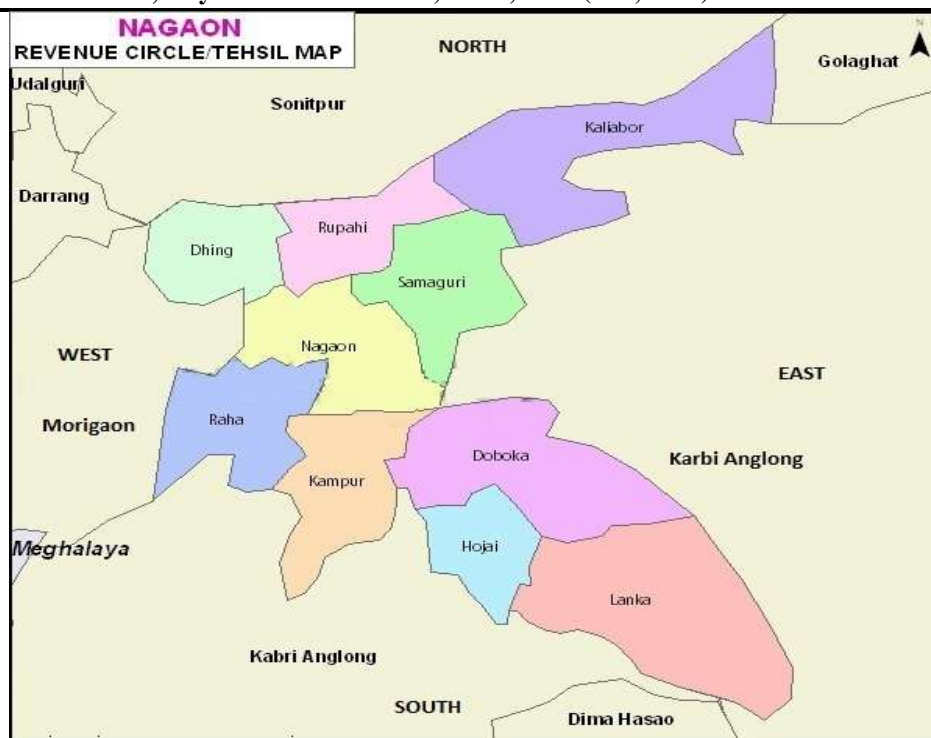 NAGAON
REVENUE CIRCLE/TEHSIL MAP
NORTH
N
Golaghat
Udalguri
Sonitpur
Kaliabor
Darrang
Rupahi
Dhing
Samaguri
WEST
Nagaon
EAST
Morigaon
Raha
Doboka
Karbi Anglong
Kampur
Meghalaya
Hojai
Lanka
Kabri Anglong
SOUTH
Dima Hasao